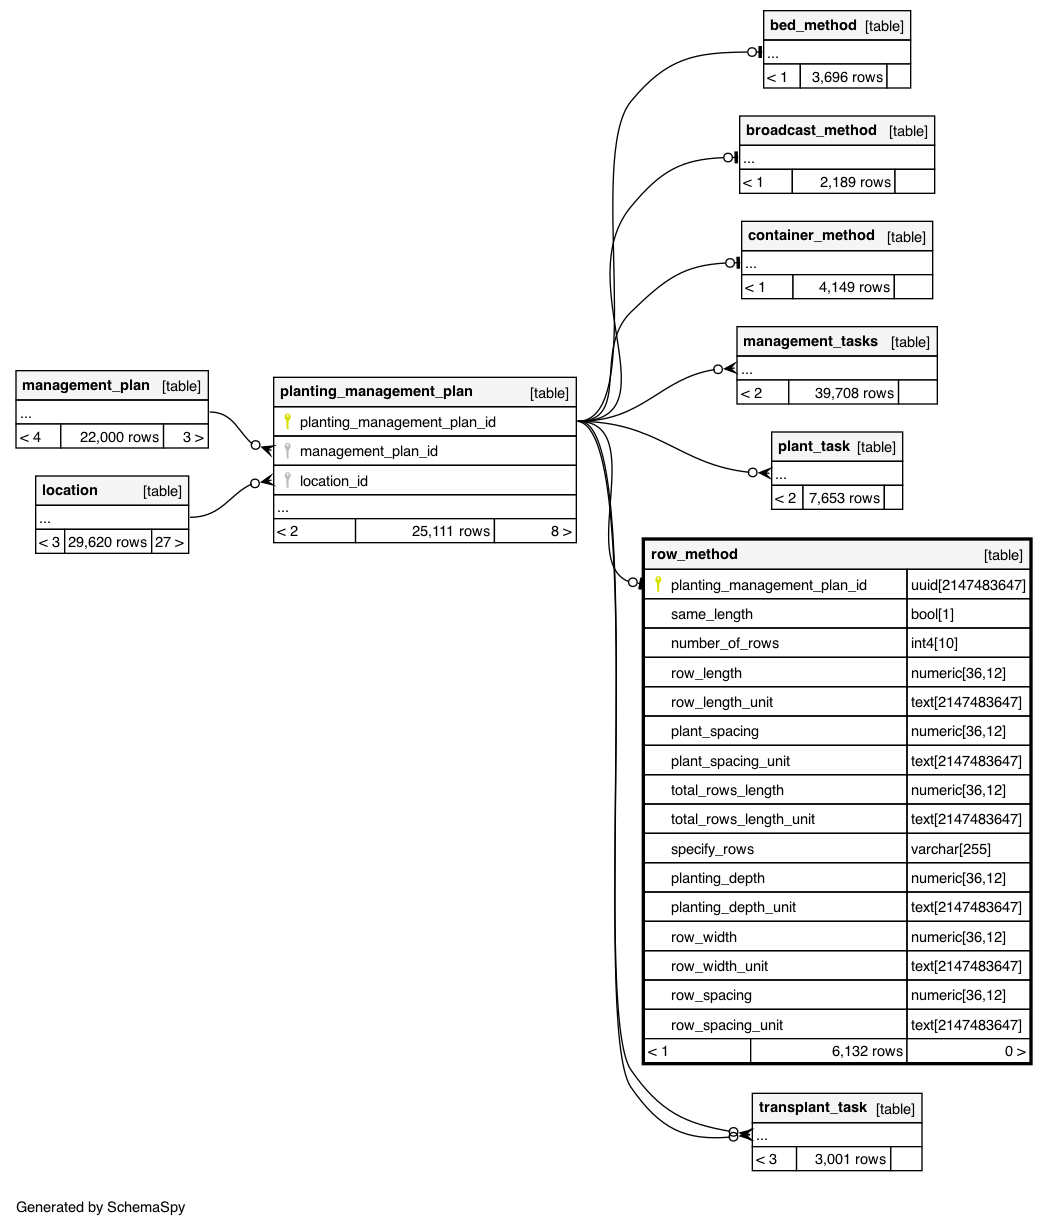 bed_method [table]
...
< 1 3,696 rows
broadcast_method [table]
...
< 1 2,189 rows
container_method [table]
...
< 1 4,149 rows
management_tasks [table]
...
< 2 39,708 rows
management_plan [table]
...
< 4 22,000 rows 3 >
location [table]
...
< 3 29,620 rows 27 >
planting_management_plan [table]
planting_management_plan_id
management_plan_id
location_id
...
< 2 25,111 rows 8 >
plant_task [table]
...
< 2 7,653 rows
row_method [table]
planting_management_plan_id uuid[2147483647]
same_length bool[1]
number_of_rows int4[10]
row_length numeric[36,12]
row_length_unit text[2147483647]
plant_spacing numeric[36,12]
plant_spacing_unit text[2147483647]
total_rows_length numeric[36,12]
total_rows_length_unit text[2147483647]
specify_rows varchar[255]
planting_depth numeric[36,12]
planting_depth_unit text[2147483647]
row_width numeric[36,12]
row_width_unit text[2147483647]
row_spacing numeric[36,12]
row_spacing_unit text[2147483647]
< 1 6,132 rows 0 >
transplant_task [table]
...
< 3 3,001 rows
Generated by SchemaSpy